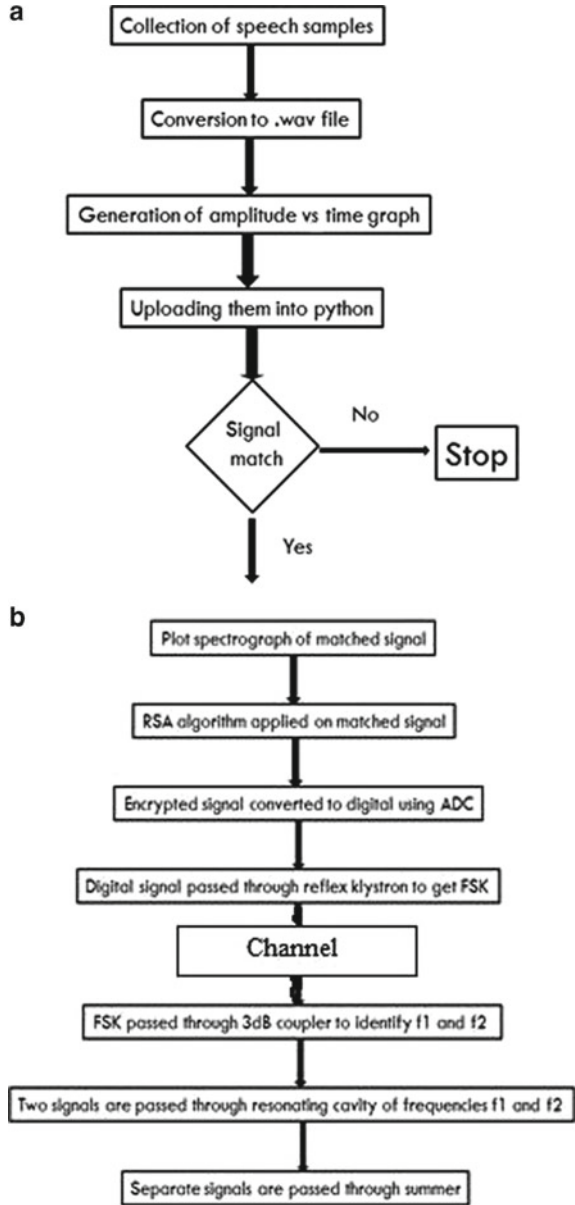 a
Collection of speech samples
Conversion to .wav file
Generation of amplitude vs time graph
Uploading them into python
Signal
match
No
Stop
Yes
b
Plot spectrograph of matched signal
RSA algorithm applied on matched signal
Encrypted signal converted to digital using ADC
Digital signal passed through reflex klystron to get FSK
Channel
FSK passed through 3dB coupler to identify f1 and f2
Two signals are passed through resonating cavity of frequencies f1 and f2
Separate signals are passed through summer